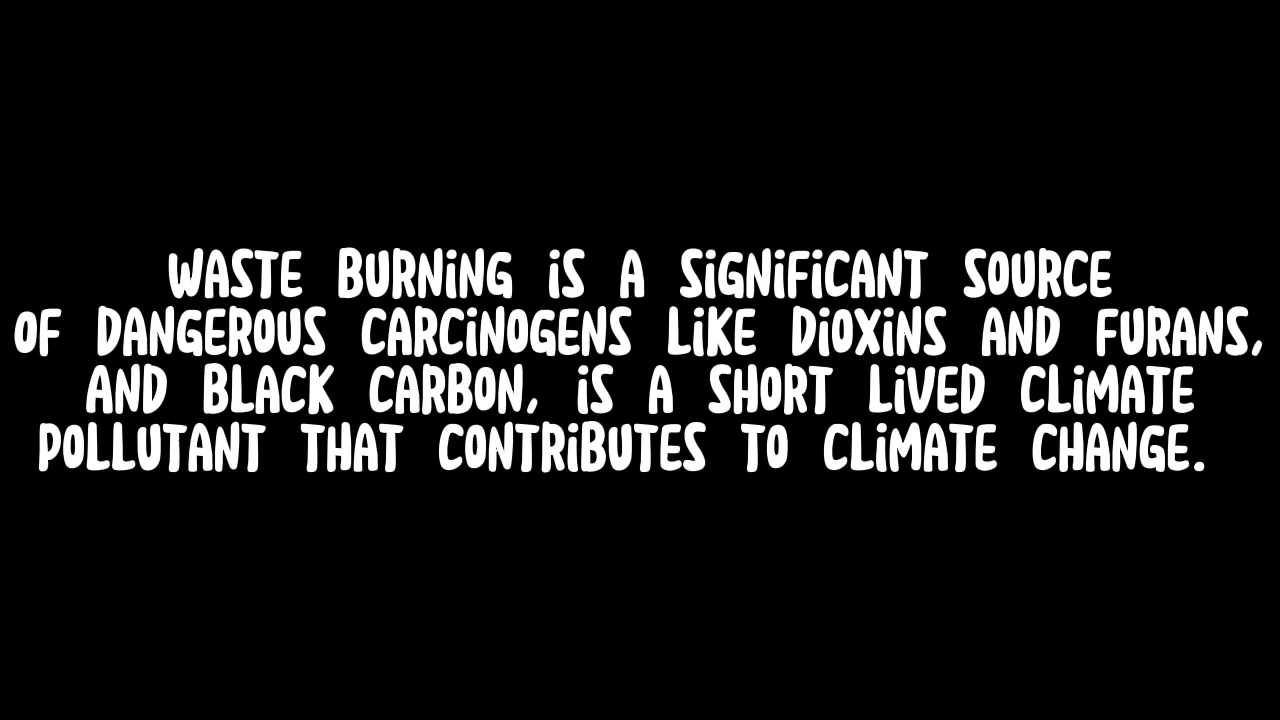 WASTE BURNING IS A SIGNIFICANT SOURCE
OF DANGEROUS CARCINOGENS LIKE DIOXINS AND FURANS,
AND BLACK CARBON, IS A SHORT LIVED CLIMATE
POLLUTANT THAT CONTRIBUTES TO CLIMATE CHANGE.